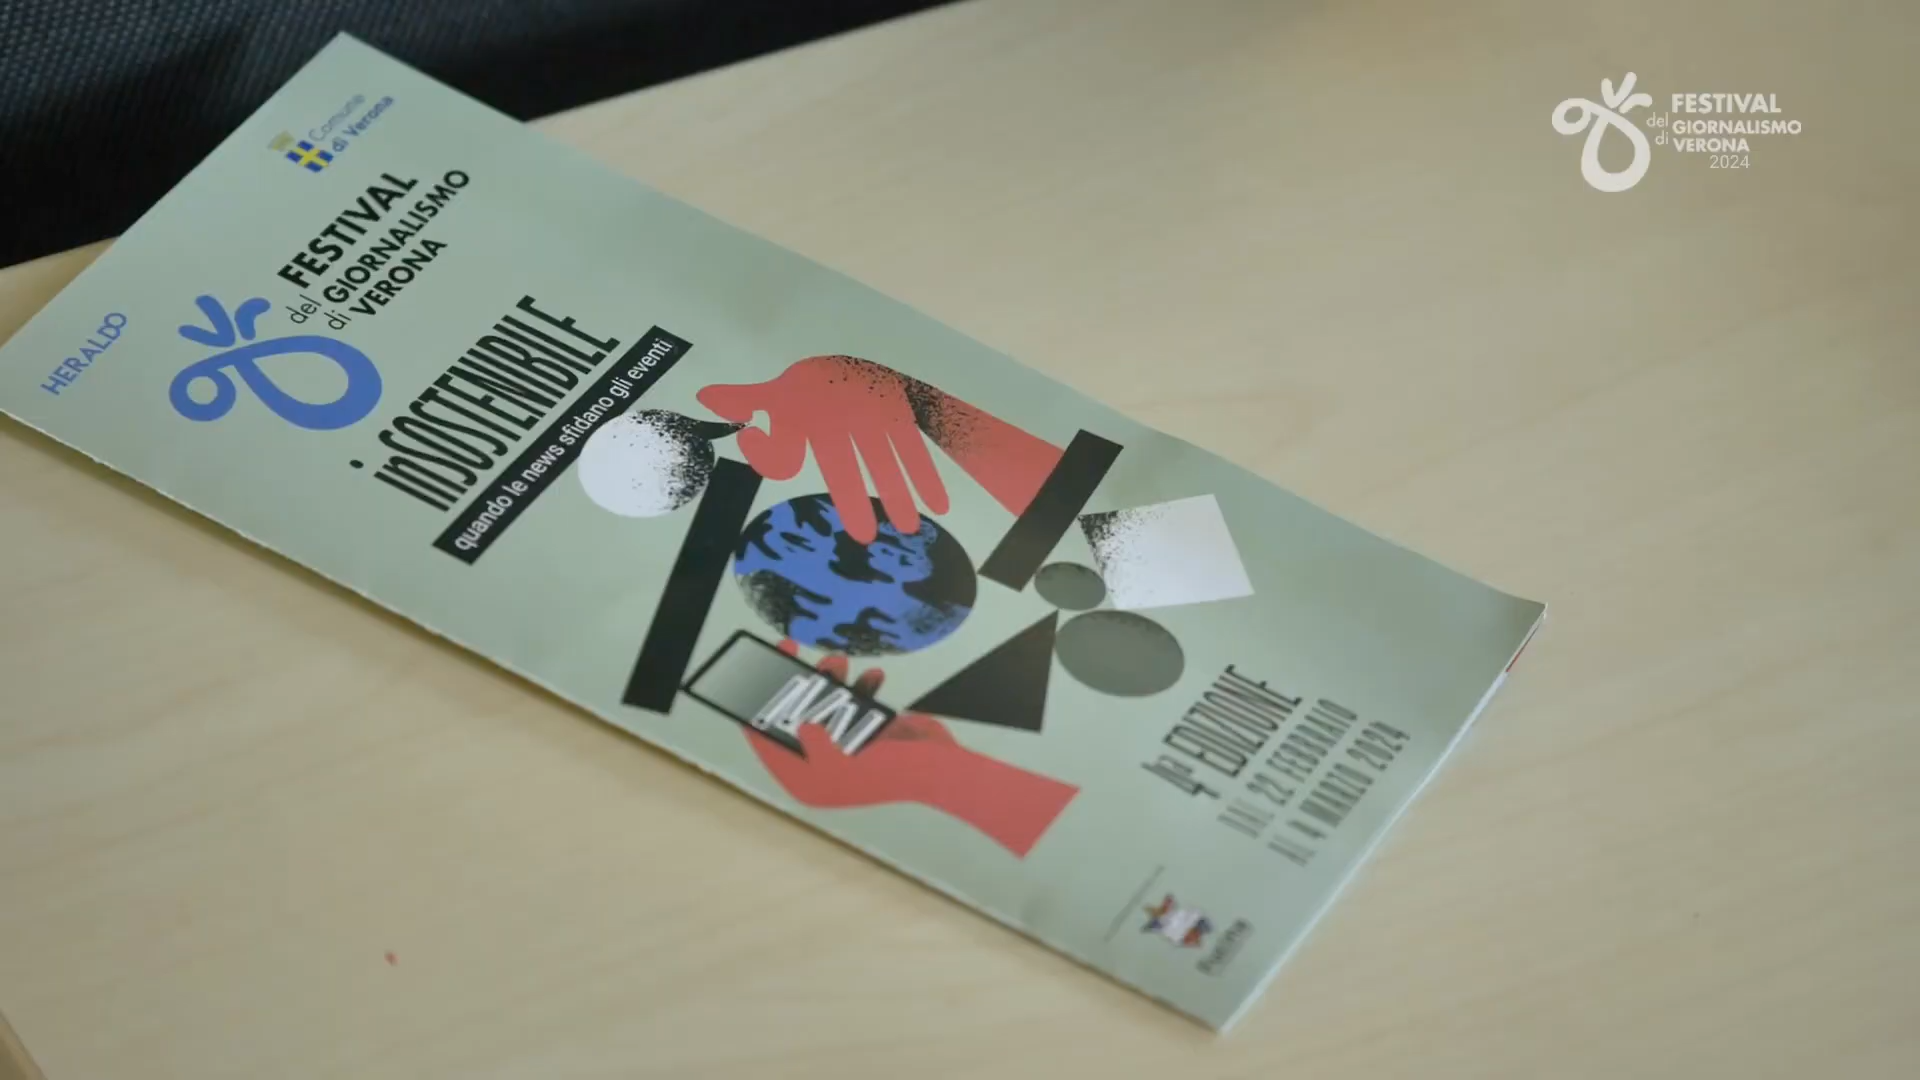 HERALDO
Comune
di Verona
FESTIVAL
del GIORNALISMO
di VERONA
inSOSTENIBILE
quando le news sfidano gli eventi
4ª EDIZIONE
DAL 22 FEBBRAIO
AL 4 MARZO 2024
FESTIVAL
del GIORNALISMO
di VERONA
2024